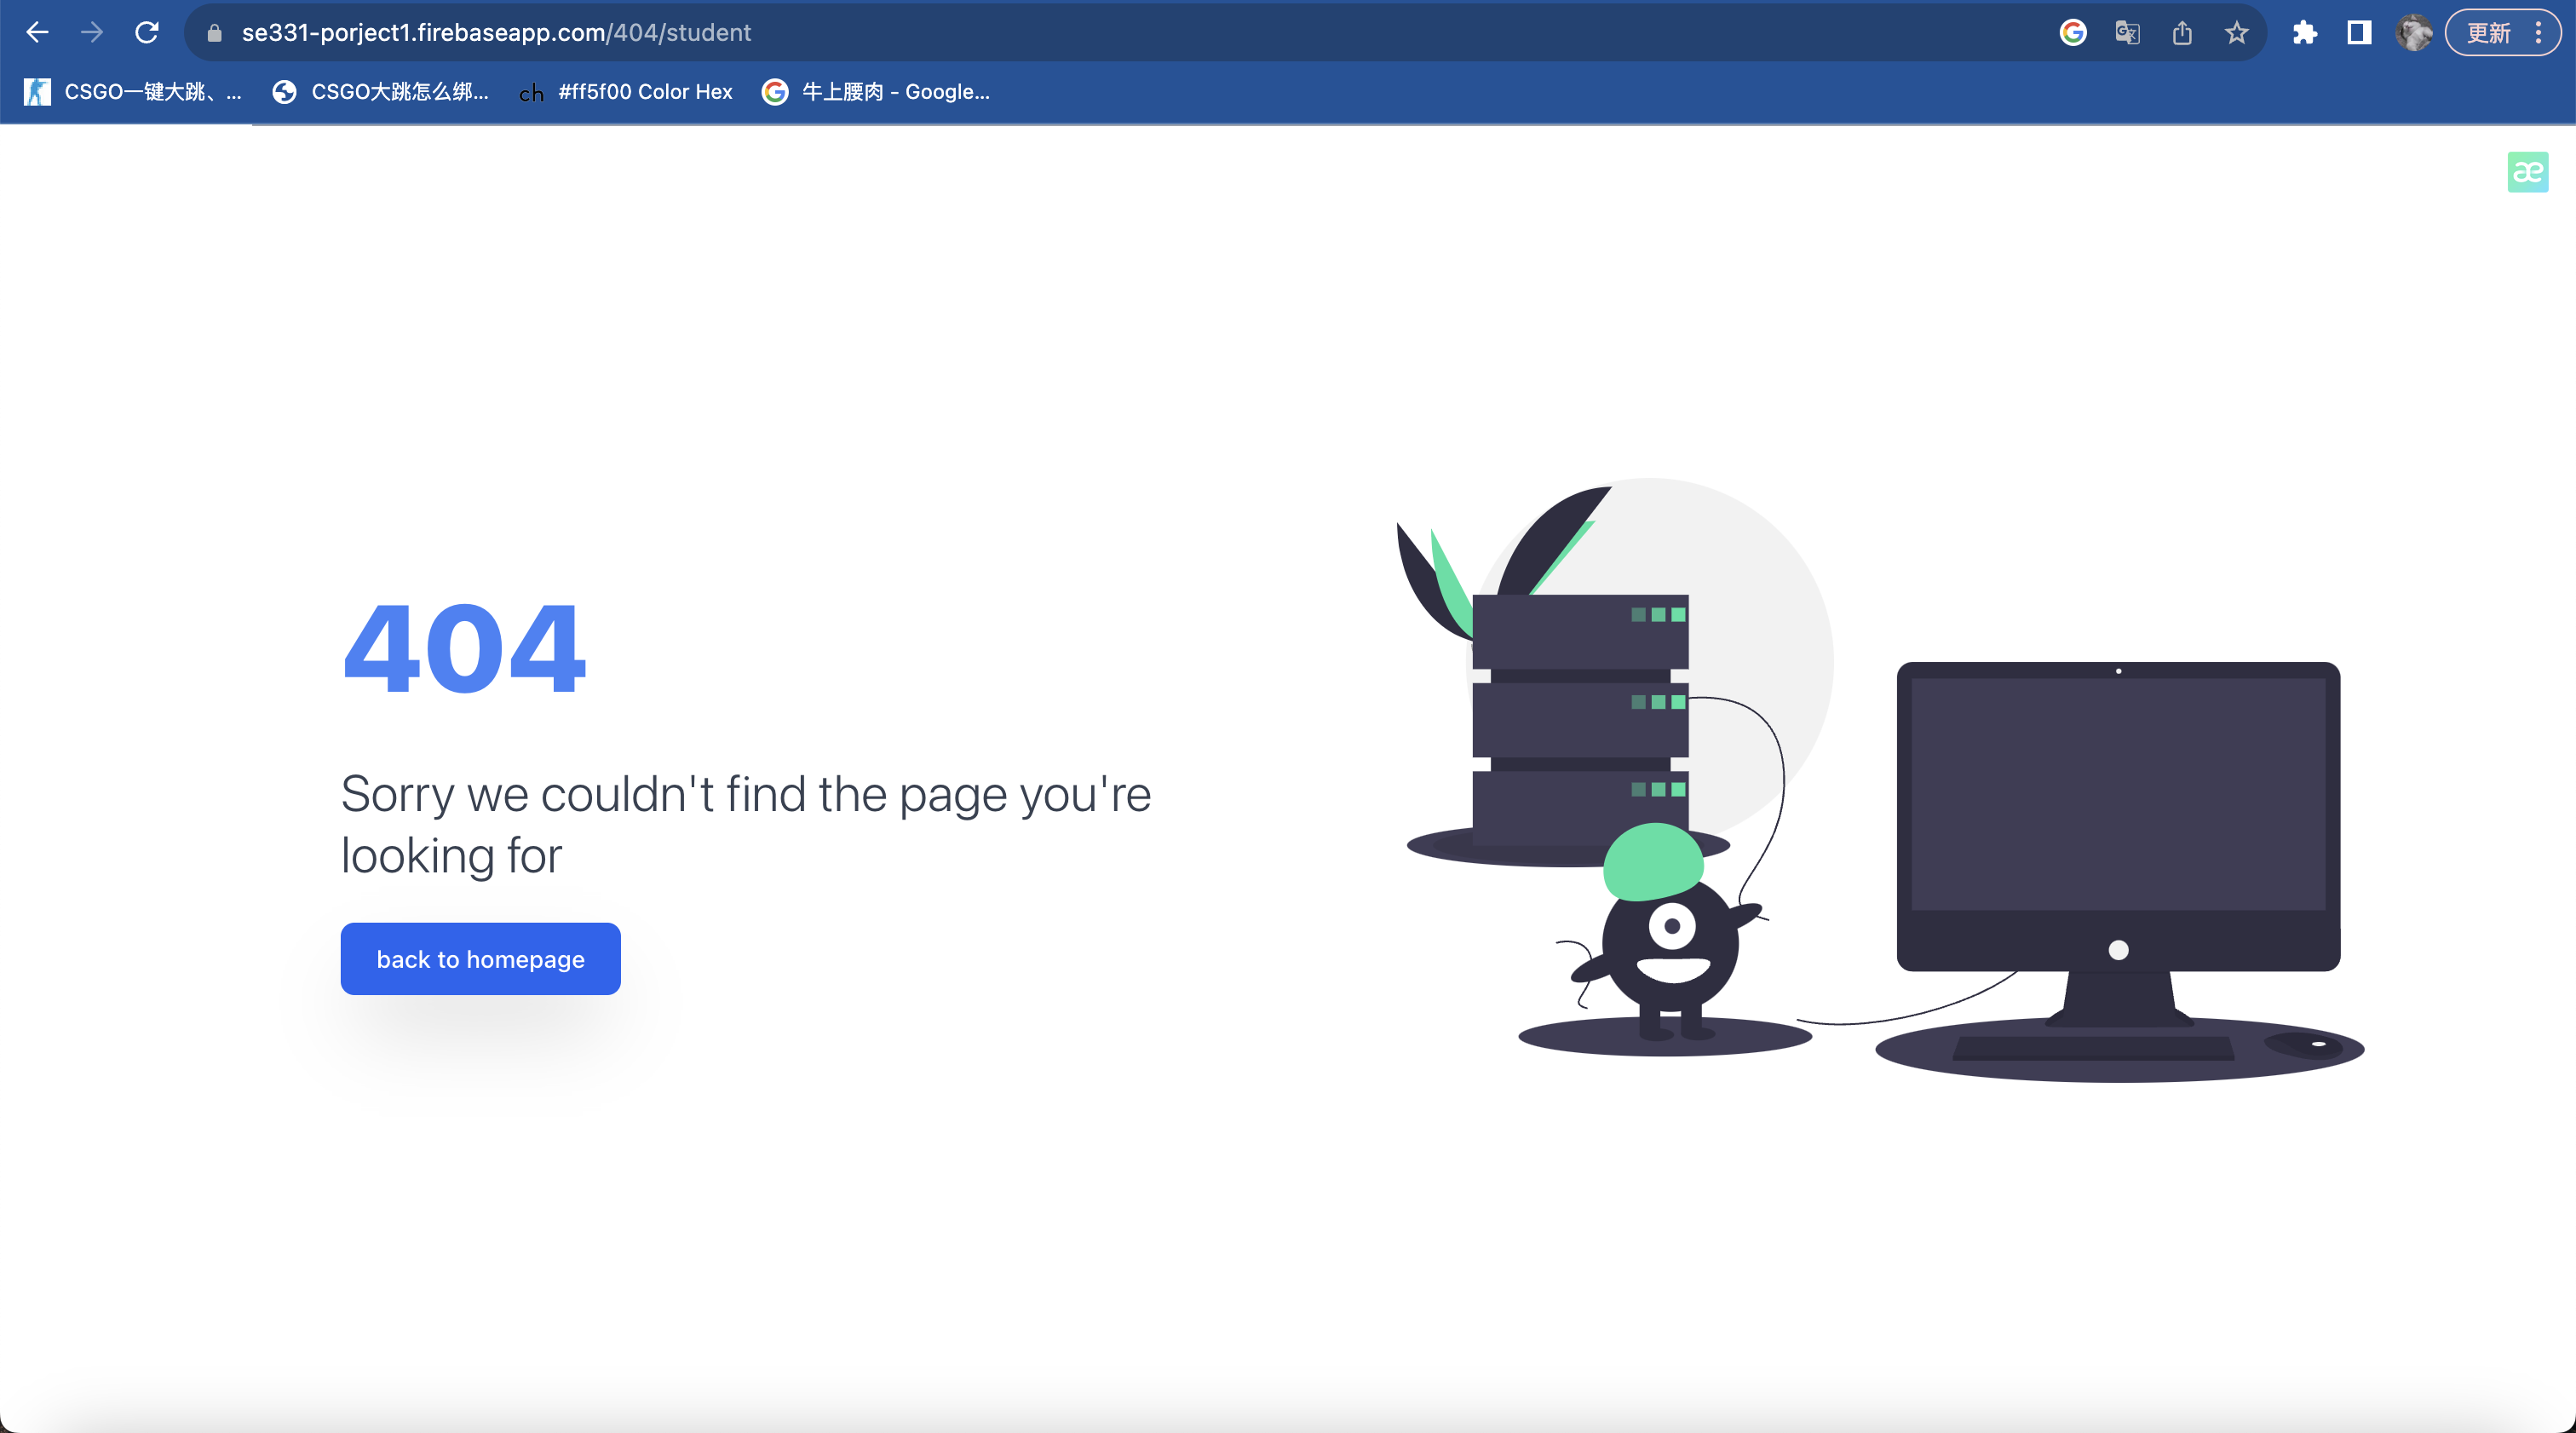 se331-porject1.firebaseapp.com/404/student
更新
CSGO一键大跳、...
CSGO大跳怎么绑...
ch #ff5f00 Color Hex
牛上腰肉 - Google...
æ
404
Sorry we couldn't find the page you're
looking for
back to homepage